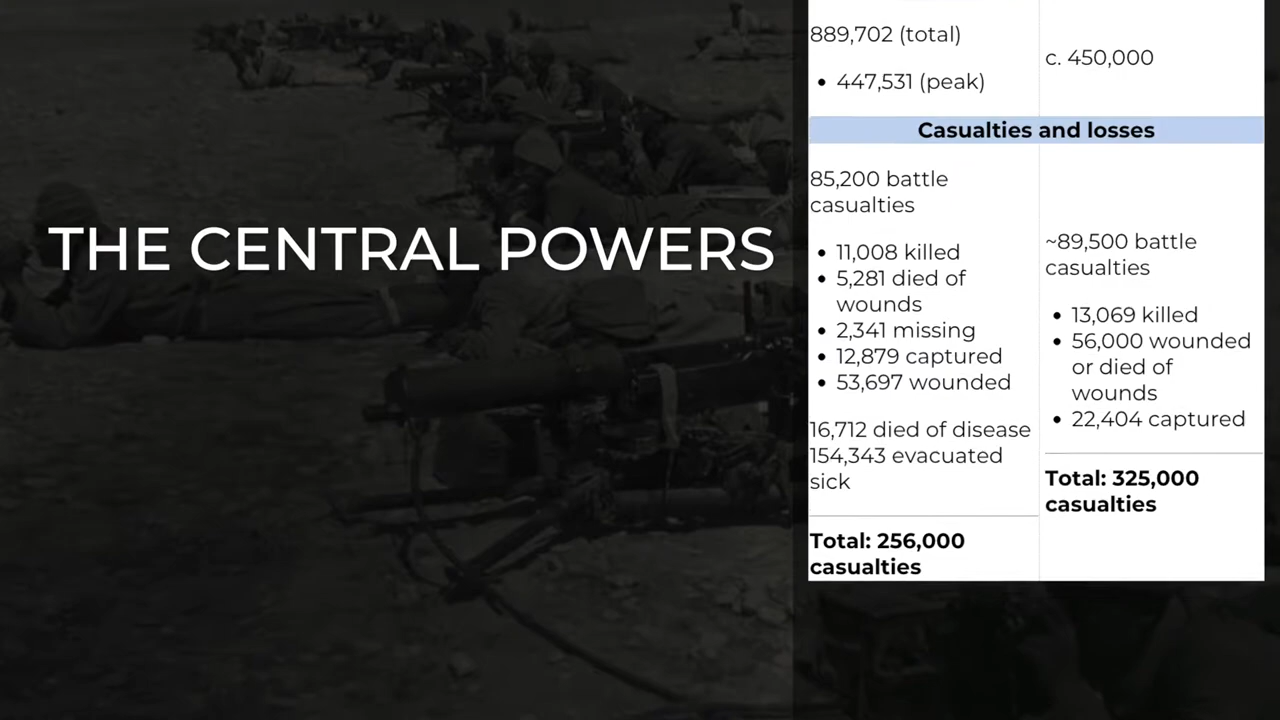 THE CENTRAL POWERS
889,702 (total)
• 447,531 (peak)
c. 450,000
Casualties and losses
85,200 battle
casualties
• 11,008 killed
• 5,281 died of
wounds
• 2,341 missing
• 12,879 captured
• 53,697 wounded
16,712 died of disease
154,343 evacuated
sick
Total: 256,000
casualties
~89,500 battle
casualties
• 13,069 killed
• 56,000 wounded
or died of
wounds
• 22,404 captured
Total: 325,000
casualties